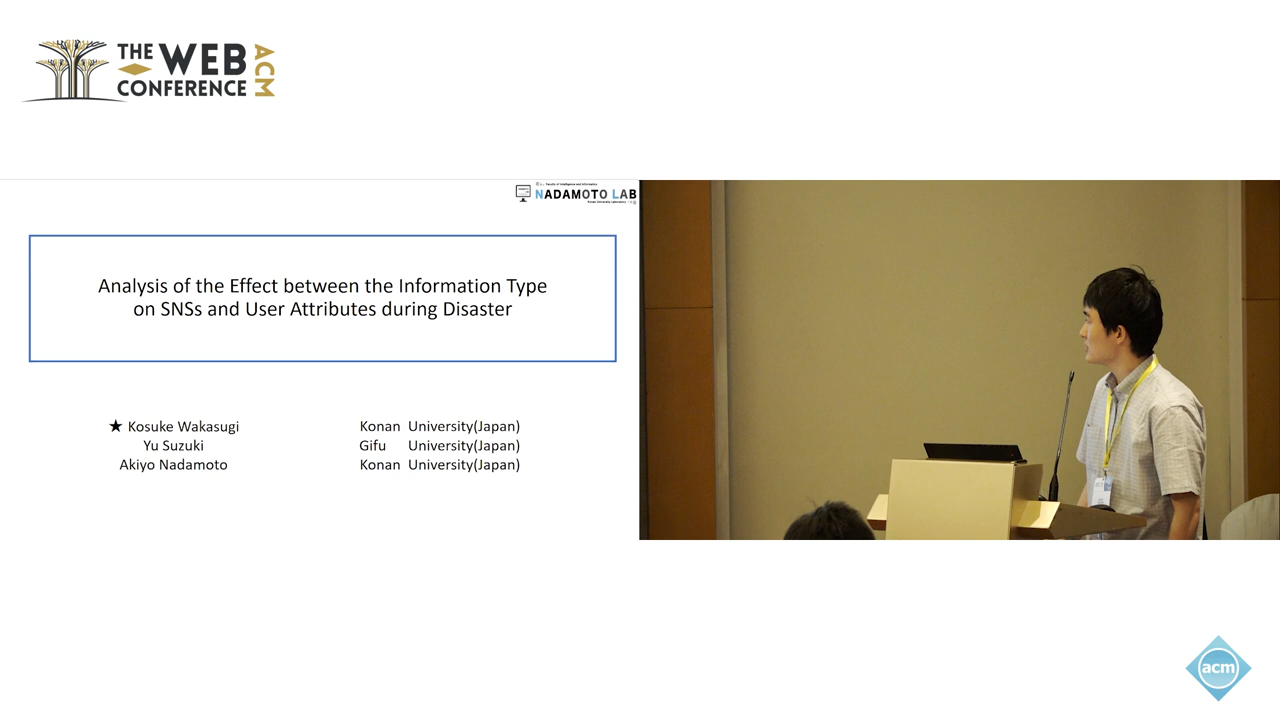 THE WEB
CONFERENCE
ACM
NADAMOTO LAB
Analysis of the Effect between the Information Type
on SNSs and User Attributes during Disaster
★ Kosuke Wakasugi Konan University(Japan)
Yu Suzuki Gifu University(Japan)
Akiyo Nadamoto Konan University(Japan)
acm